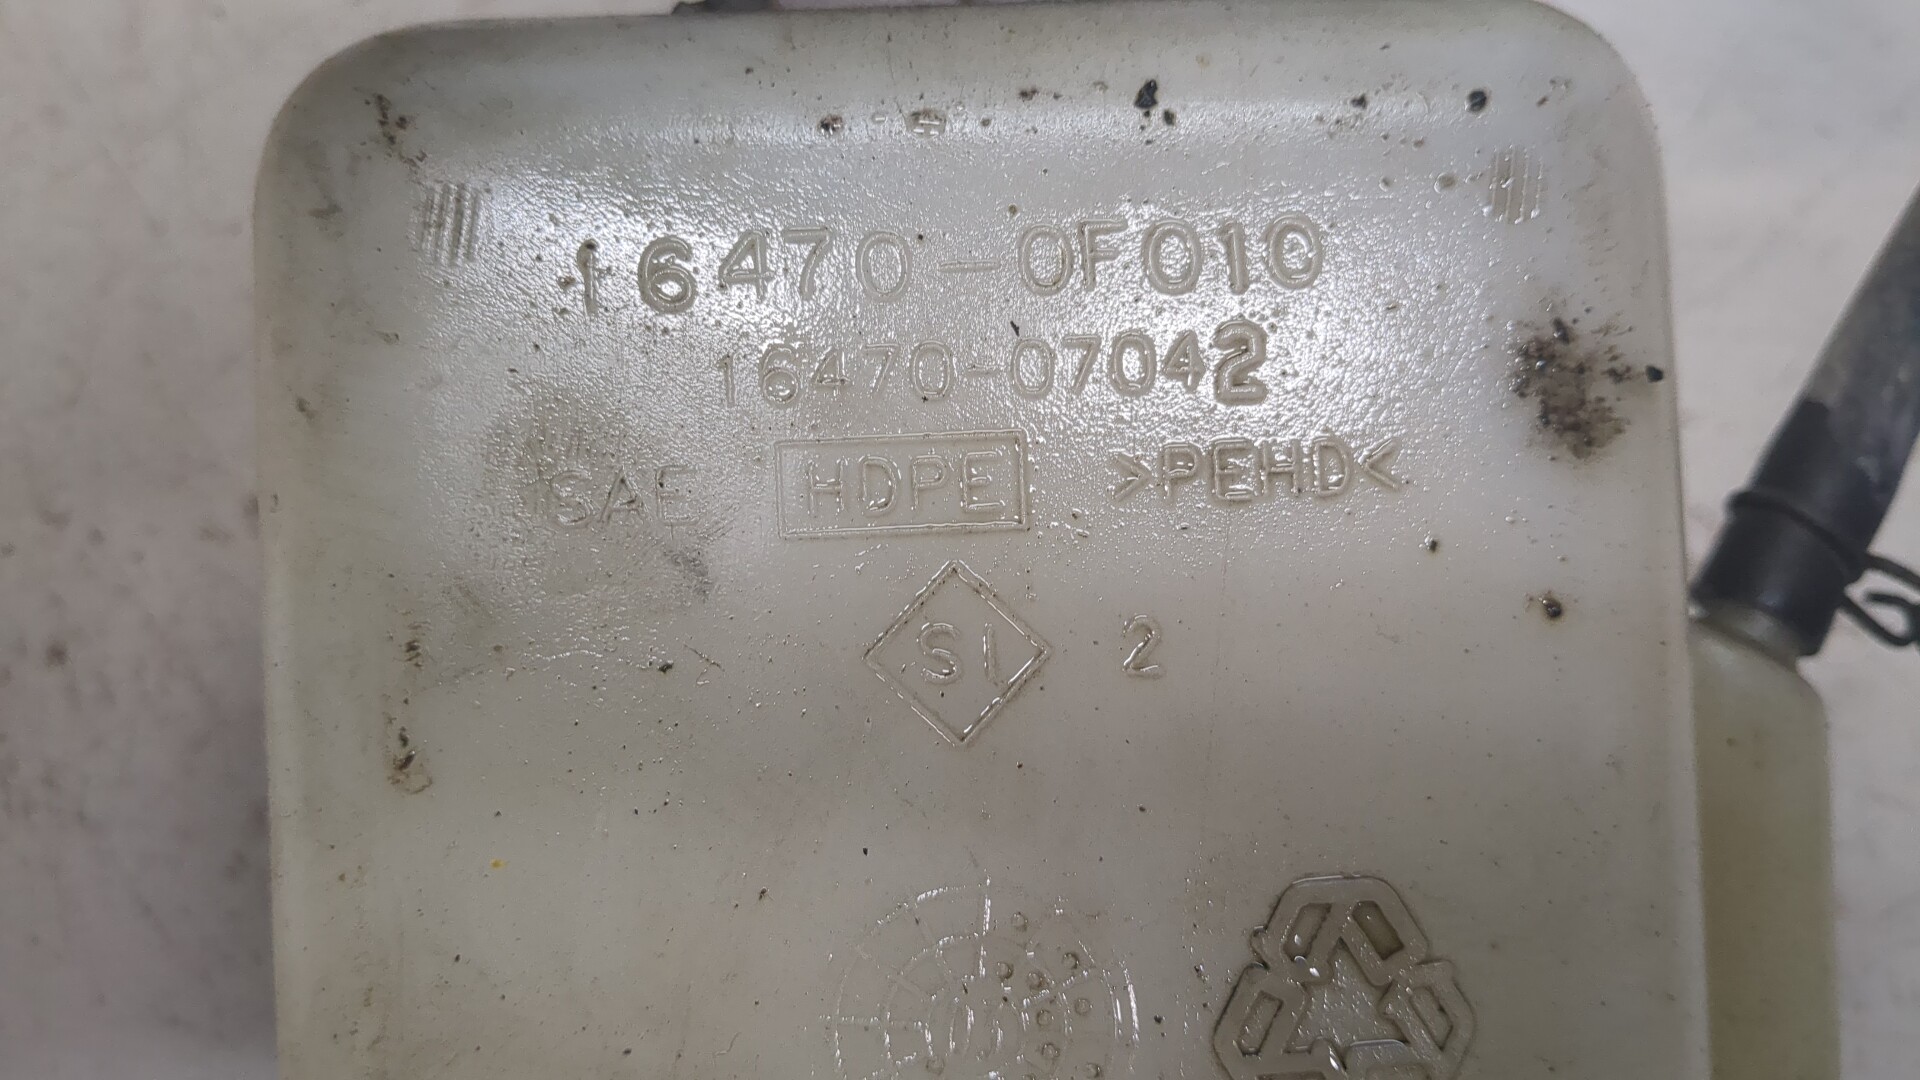 16470-0F010
16470-07042
SAE HDPE >PEHD<
SI 2